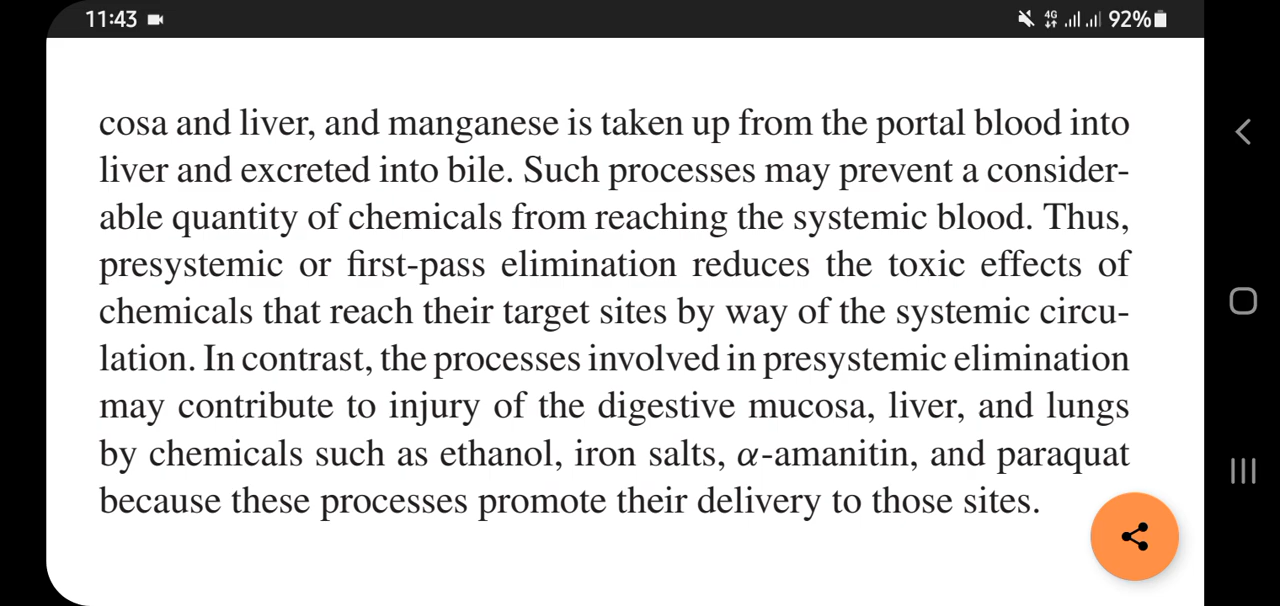 11:43
4G 92%
cosa and liver, and manganese is taken up from the portal blood into
liver and excreted into bile. Such processes may prevent a consider-
able quantity of chemicals from reaching the systemic blood. Thus,
presystemic or first-pass elimination reduces the toxic effects of
chemicals that reach their target sites by way of the systemic circu-
lation. In contrast, the processes involved in presystemic elimination
may contribute to injury of the digestive mucosa, liver, and lungs
by chemicals such as ethanol, iron salts, α-amanitin, and paraquat
because these processes promote their delivery to those sites.